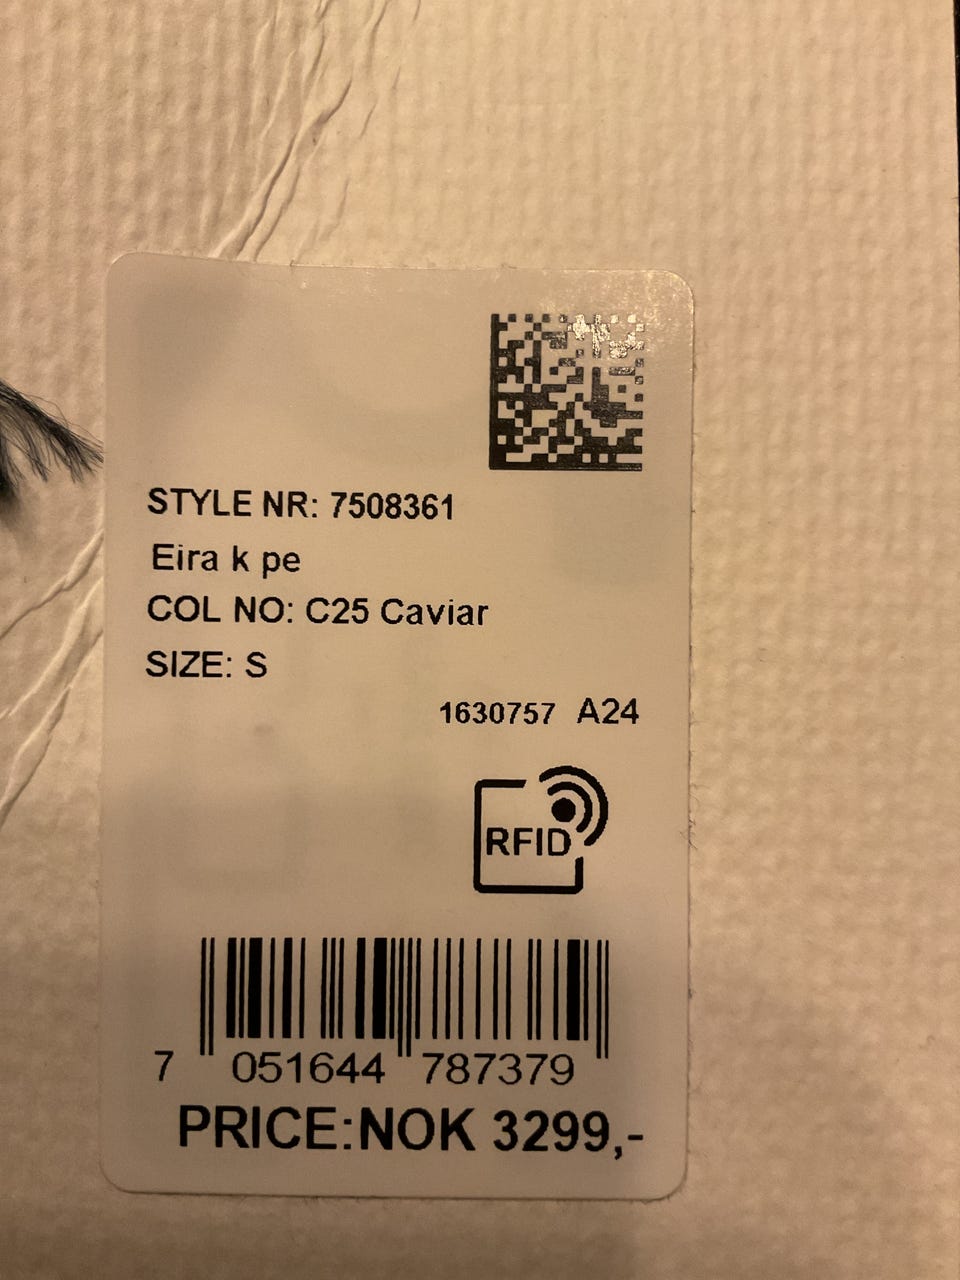 STYLE NR: 7508361
Eira k pe
COL NO: C25 Caviar
SIZE: S
1630757 A24
RFID
7 051644 787379
PRICE:NOK 3299,-